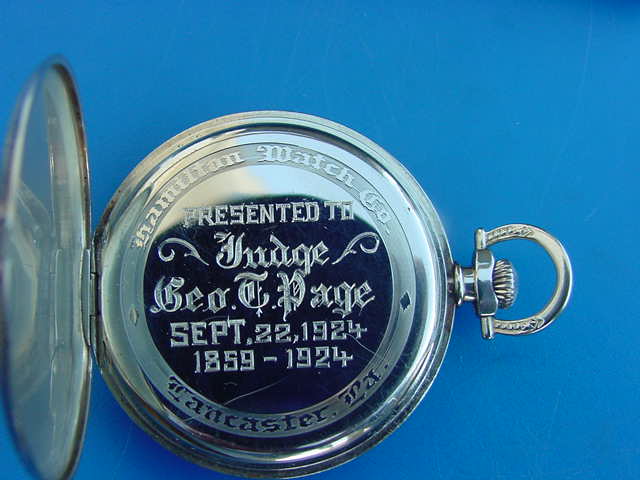 Hamilton Watch Co.
PRESENTED TO
Judge
Geo. T. Page
SEPT, 22, 1924
1859 - 1924
Lancaster, Pa.